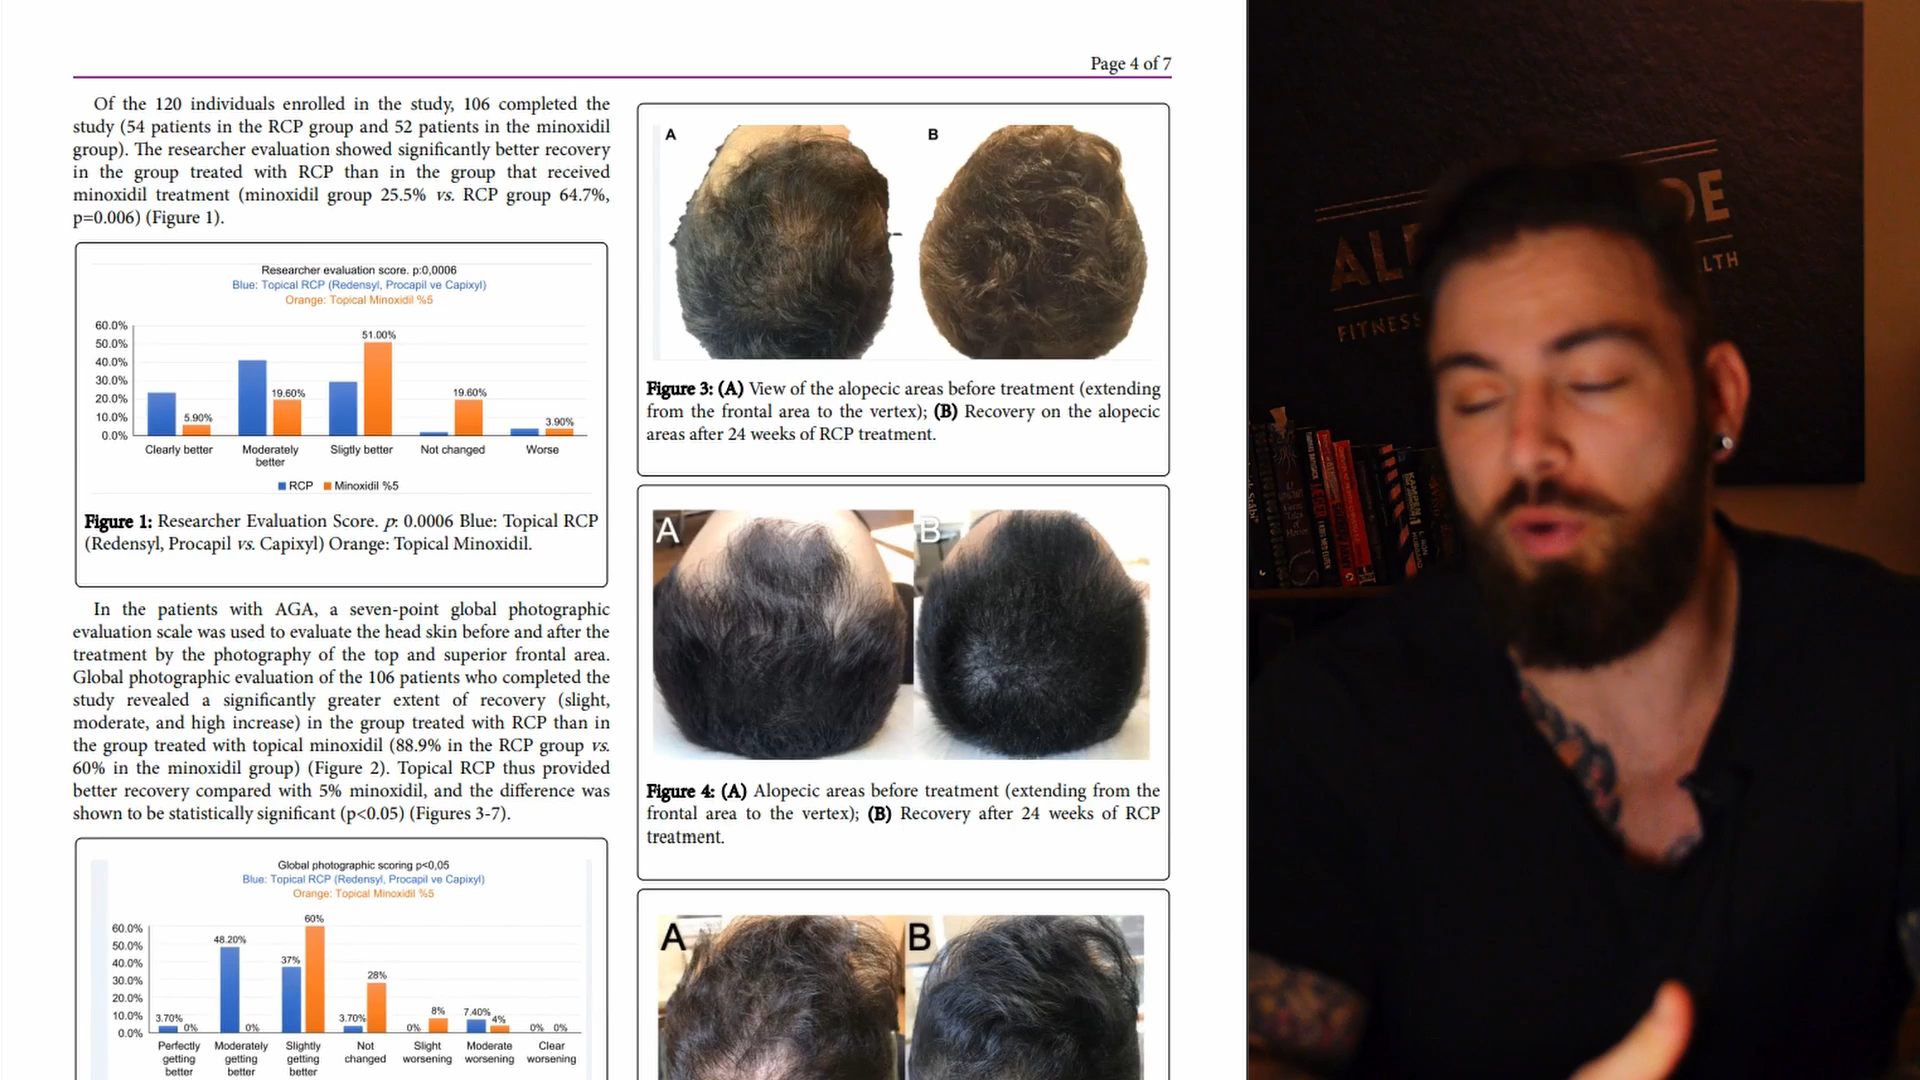 Page 4 of 7
Of the 120 individuals enrolled in the study, 106 completed the
study (54 patients in the RCP group and 52 patients in the minoxidil
group). The researcher evaluation showed significantly better recovery
in the group treated with RCP than in the group that received
minoxidil treatment (minoxidil group 25.5% vs. RCP group 64.7%,
p=0.006) (Figure 1).
Researcher evaluation score. p:0,0006
Blue: Topical RCP (Redensyl, Procapil ve Capixyl)
Orange: Topical Minoxidil %5
60.0%
50.0%
40.0%
30.0%
20.0%
10.0%
0.0%
5.90%
19.60%
51.00%
19.60%
3.90%
Clearly better
Moderately
better
Sligtly better
Not changed
Worse
RCP
Minoxidil %5
Figure 1: Researcher Evaluation Score. p: 0.0006 Blue: Topical RCP
(Redensyl, Procapil vs. Capixyl) Orange: Topical Minoxidil.
In the patients with AGA, a seven-point global photographic
evaluation scale was used to evaluate the head skin before and after the
treatment by the photography of the top and superior frontal area.
Global photographic evaluation of the 106 patients who completed the
study revealed a significantly greater extent of recovery (slight,
moderate, and high increase) in the group treated with RCP than in
the group treated with topical minoxidil (88.9% in the RCP group vs.
60% in the minoxidil group) (Figure 2). Topical RCP thus provided
better recovery compared with 5% minoxidil, and the difference was
shown to be statistically significant (p<0.05) (Figures 3-7).
Global photographic scoring p<0,05
Blue: Topical RCP (Redensyl, Procapil ve Capixyl)
Orange: Topical Minoxidil %5
60.0%
50.0%
40.0%
30.0%
20.0%
10.0%
0.0%
3.70%
0%
48.20%
0%
37%
60%
3.70%
28%
0%
8%
7.40%
4%
0%
0%
Perfectly
getting
better
Moderately
getting
better
Slightly
getting
better
Not
changed
Slight
worsening
Moderate
worsening
Clear
worsening
A
B
Figure 3: (A) View of the alopecic areas before treatment (extending
from the frontal area to the vertex); (B) Recovery on the alopecic
areas after 24 weeks of RCP treatment.
A
B
Figure 4: (A) Alopecic areas before treatment (extending from the
frontal area to the vertex); (B) Recovery after 24 weeks of RCP
treatment.
A
B
AL
DE
FITNESS
LTH